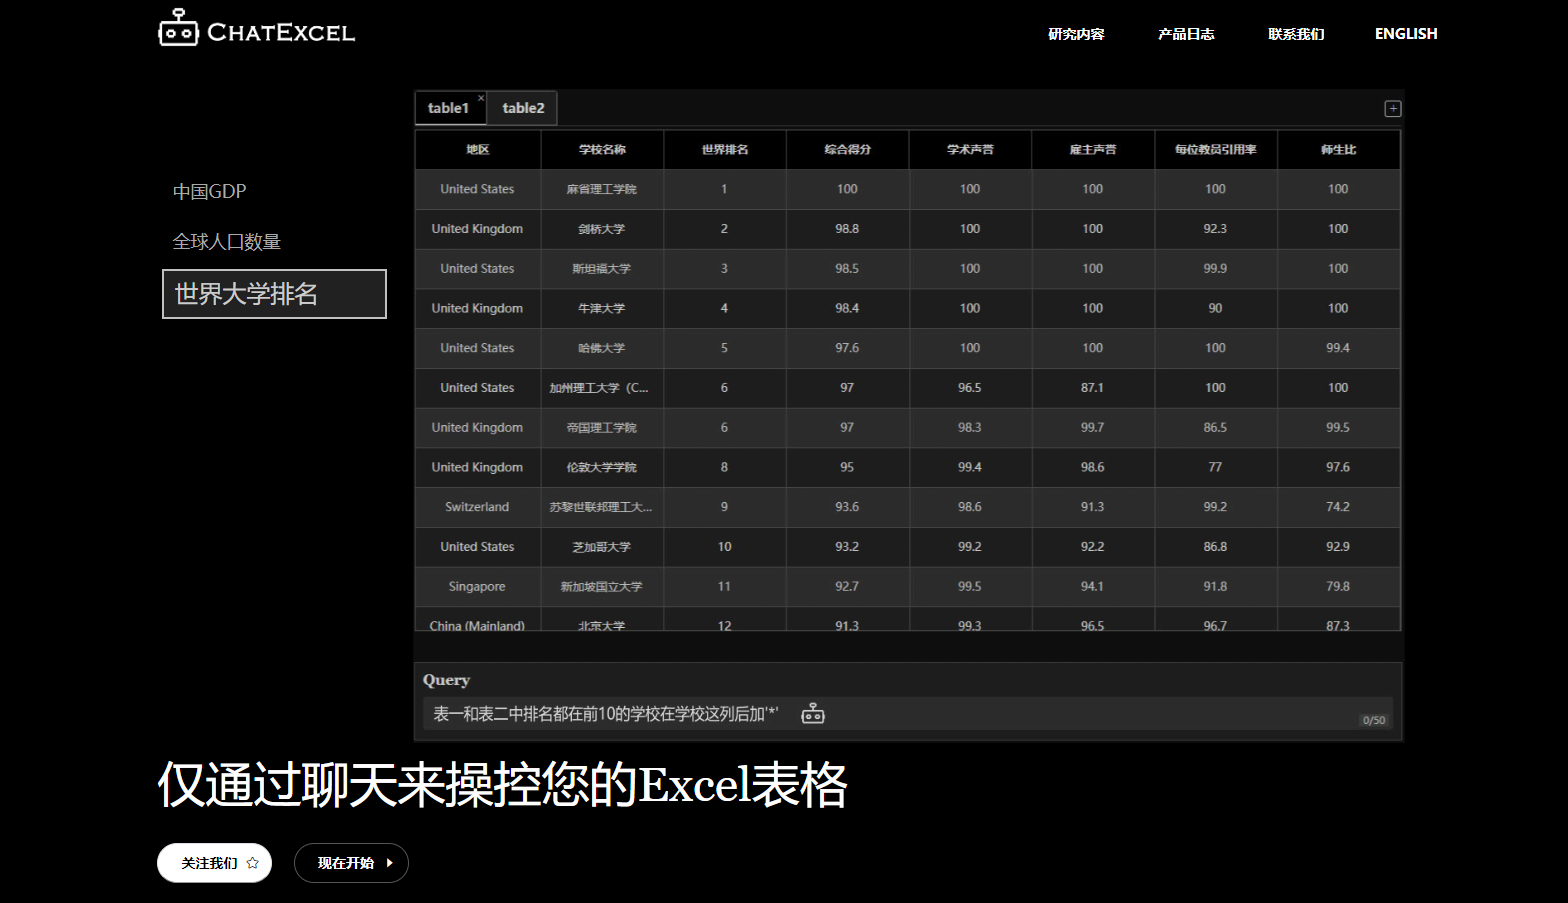 CHATEXCEL
研究内容 产品日志 联系我们 ENGLISH
table1 × table2 +
地区 学校名称 世界排名 综合得分 学术声誉 雇主声誉 每位教员引用率 师生比
United States 麻省理工学院 1 100 100 100 100 100
United Kingdom 剑桥大学 2 98.8 100 100 92.3 100
United States 斯坦福大学 3 98.5 100 100 99.9 100
United Kingdom 牛津大学 4 98.4 100 100 90 100
United States 哈佛大学 5 97.6 100 100 100 99.4
United States 加州理工大学（C... 6 97 96.5 87.1 100 100
United Kingdom 帝国理工学院 6 97 98.3 99.7 86.5 99.5
United Kingdom 伦敦大学学院 8 95 99.4 98.6 77 97.6
Switzerland 苏黎世联邦理工大... 9 93.6 98.6 91.3 99.2 74.2
United States 芝加哥大学 10 93.2 99.2 92.2 86.8 92.9
Singapore 新加坡国立大学 11 92.7 99.5 94.1 91.8 79.8
China (Mainland) 北京大学 12 91.3 99.3 96.5 96.7 87.3
中国GDP
全球人口数量
世界大学排名
Query
表一和表二中排名都在前10的学校在学校这列后加'*'
0/50
仅通过聊天来操控您的Excel表格
关注我们 ☆ 现在开始